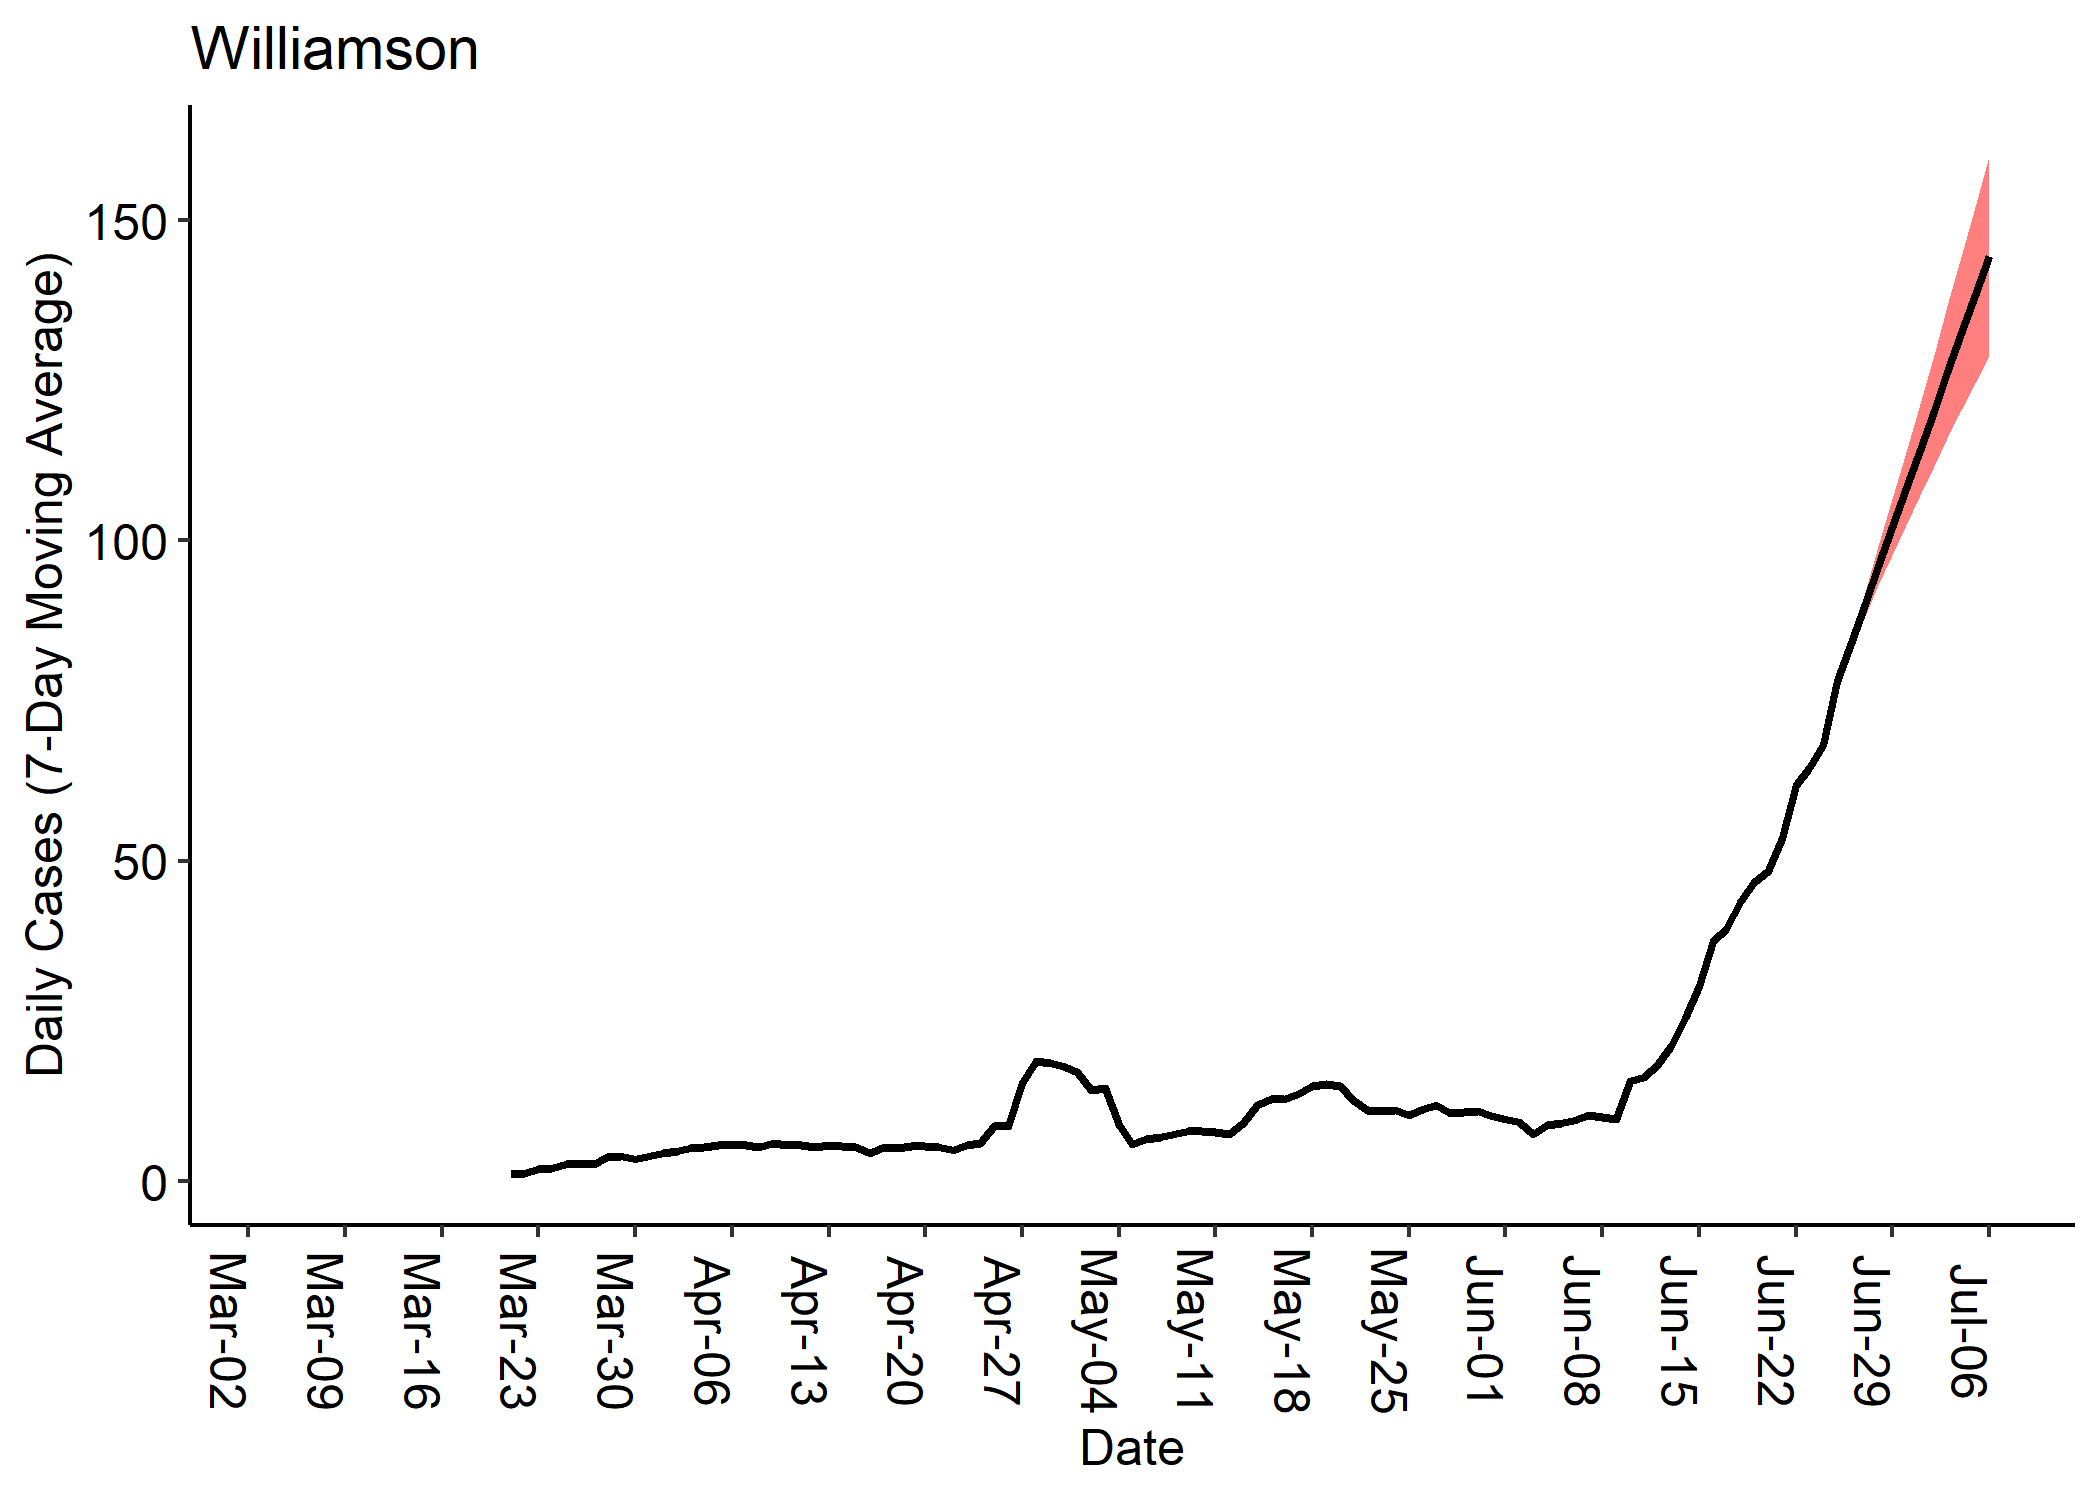 Williamson
Daily Cases (7-Day Moving Average)
150
100
50
0
Mar-02
Mar-09
Mar-16
Mar-23
Mar-30
Apr-06
Apr-13
Apr-20
Apr-27
May-04
May-11
May-18
May-25
Jun-01
Jun-08
Jun-15
Jun-22
Jun-29
Jul-06
Date